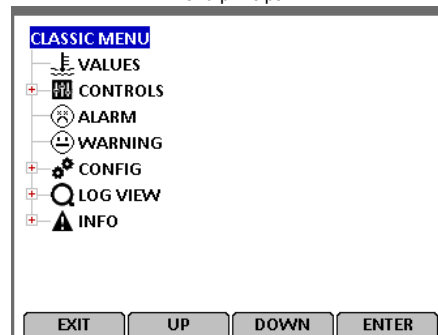 CLASSIC MENU
VALUES
CONTROLS
ALARM
WARNING
CONFIG
LOG VIEW
INFO
EXIT UP DOWN ENTER